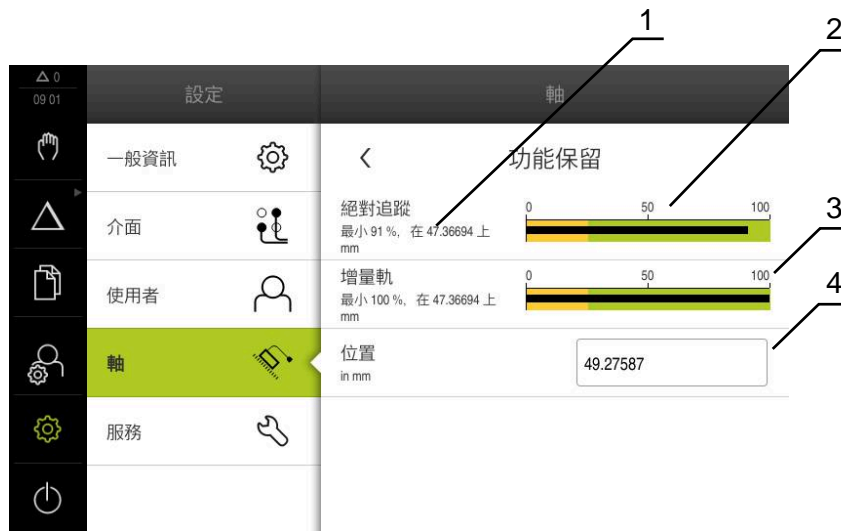 1
2
0
09 01
設定
軸
一般資訊
功能保留
介面
絕對追蹤
最小 91 %, 在 47.36694 上
mm
0 50 100
3
使用者
增量軌
最小 100 %, 在 47.36694 上
mm
0 50 100
4
軸
位置
in mm
49.27587
服務